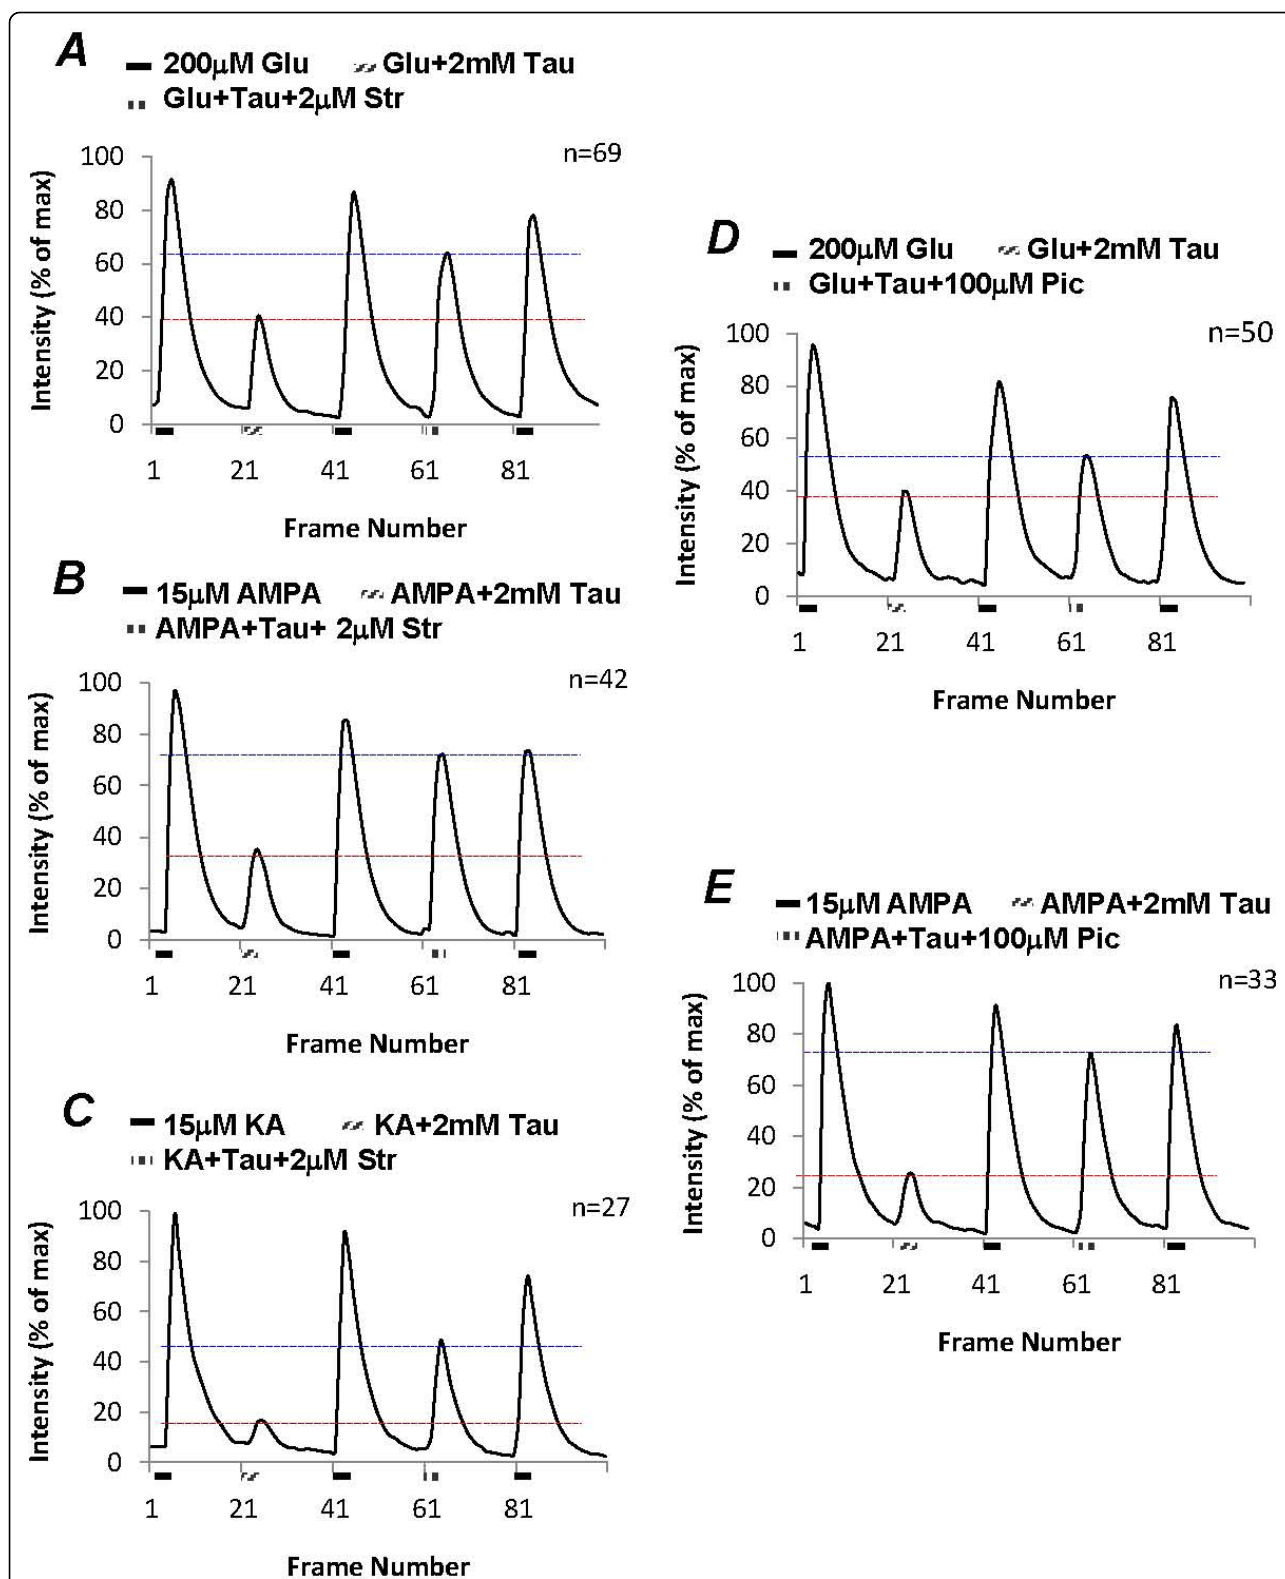 A
200µM Glu Glu+2mM Tau
Glu+Tau+2µM Str
n=69
Intensity (% of max)
100
80
60
40
20
0
1 21 41 61 81
Frame Number
B
15µM AMPA AMPA+2mM Tau
AMPA+Tau+ 2µM Str
n=42
Intensity (% of max)
100
80
60
40
20
0
1 21 41 61 81
Frame Number
C
15µM KA KA+2mM Tau
KA+Tau+2µM Str
n=27
Intensity (% of max)
100
80
60
40
20
0
1 21 41 61 81
Frame Number
D
200µM Glu Glu+2mM Tau
Glu+Tau+100µM Pic
n=50
Intensity (% of max)
100
80
60
40
20
0
1 21 41 61 81
Frame Number
E
15µM AMPA AMPA+2mM Tau
AMPA+Tau+100µM Pic
n=33
Intensity (% of max)
100
80
60
40
20
0
1 21 41 61 81
Frame Number